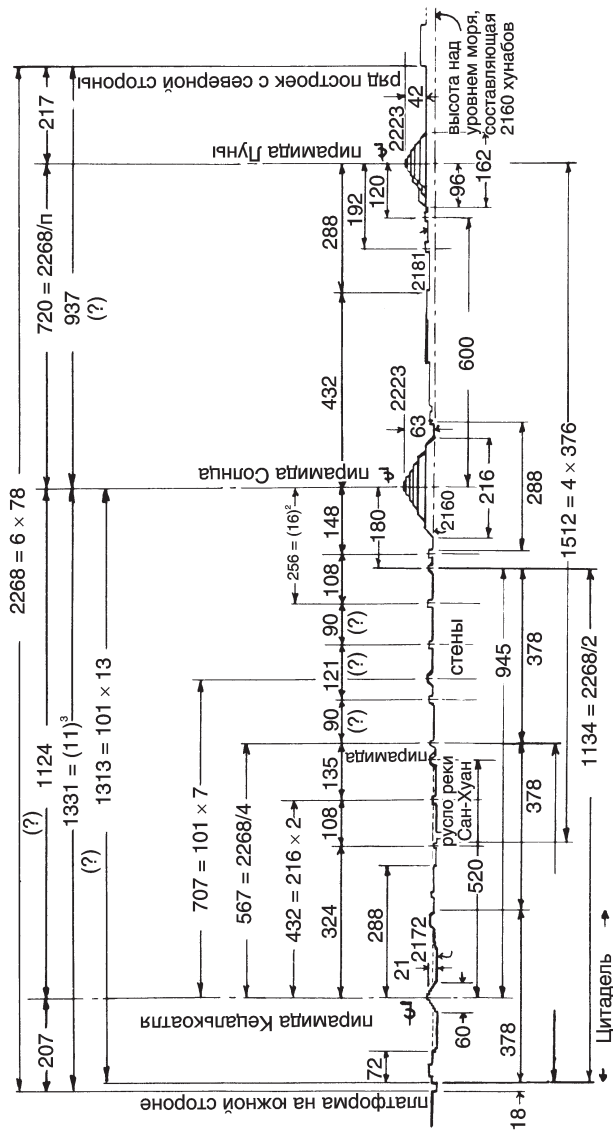 2268 = 6 × 78
(?)
207
1124
720 = 2268/п
217
1331 = (11)³
937
(?)
1313 = 101 × 13
(?)
707 = 101 × 7
567 = 2268/4
256 = (16)²
432 = 216 × 2
324
108
135
90
(?)
121
(?)
90
(?)
108
148
432
288
192
120
72
288
180
платформа на южной стороне
пирамида Кецалькоатля
пирамида
пирамида Солнца
пирамида Луны
ряд построек с северной стороны
21
2172
2223
63
2160
2181
2223
42
высота над
уровнем моря,
составляющая
2160 хунабов
60
русло реки
Сан-Хуан
стены
520
216
600
96
162
945
288
18
378
378
378
1512 = 4 × 376
1134 = 2268/2
Цитадель